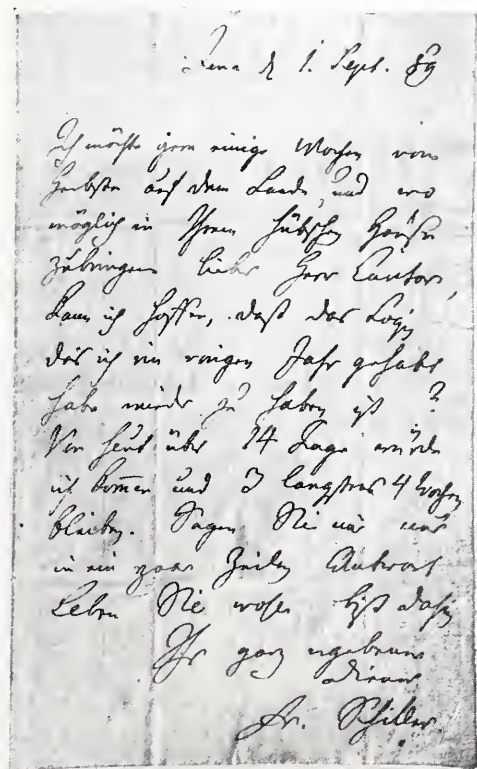 Jena d 1. Sept. 89
Ich möchte gern einige Wochen vom
Herbste auf dem Lande, und wo
möglich in Ihrem hübschen Hause
zubringen lieber Herr Cantor,
kann ich hoffen, daß das Logis
das ich im vorigen Jahr gehabt
habe wieder zu haben ist?
Von heut über 14 Tage würde
ich kommen und 3 längstens 4 Wochen
bleiben. Sagen Sie mir
in ein paar Zeilen Antwort
Leben Sie wohl biß dahin
Ihr ganz ergebener
Diener
Fr. Schiller.